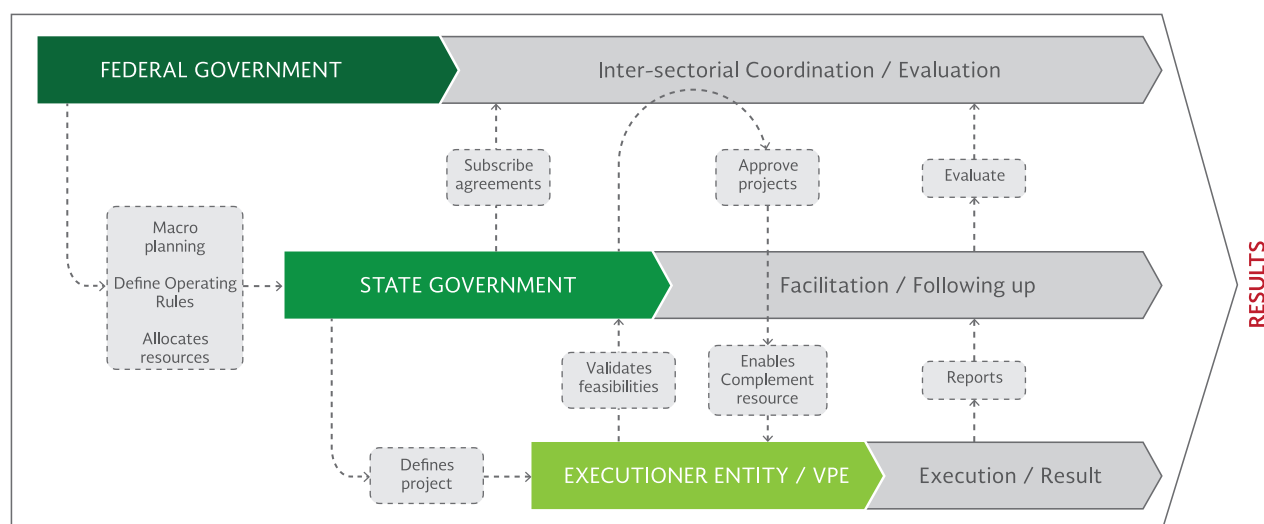 FEDERAL GOVERNMENT
Inter-sectorial Coordination / Evaluation
Subscribe
agreements
Approve
projects
Evaluate
Macro
planning
Define Operating
Rules
Allocates
resources
STATE GOVERNMENT
Facilitation / Following up
RESULTS
Validates
feasibilities
Enables
Complement
resource
Reports
Defines
project
EXECUTIONER ENTITY / VPE
Execution / Result